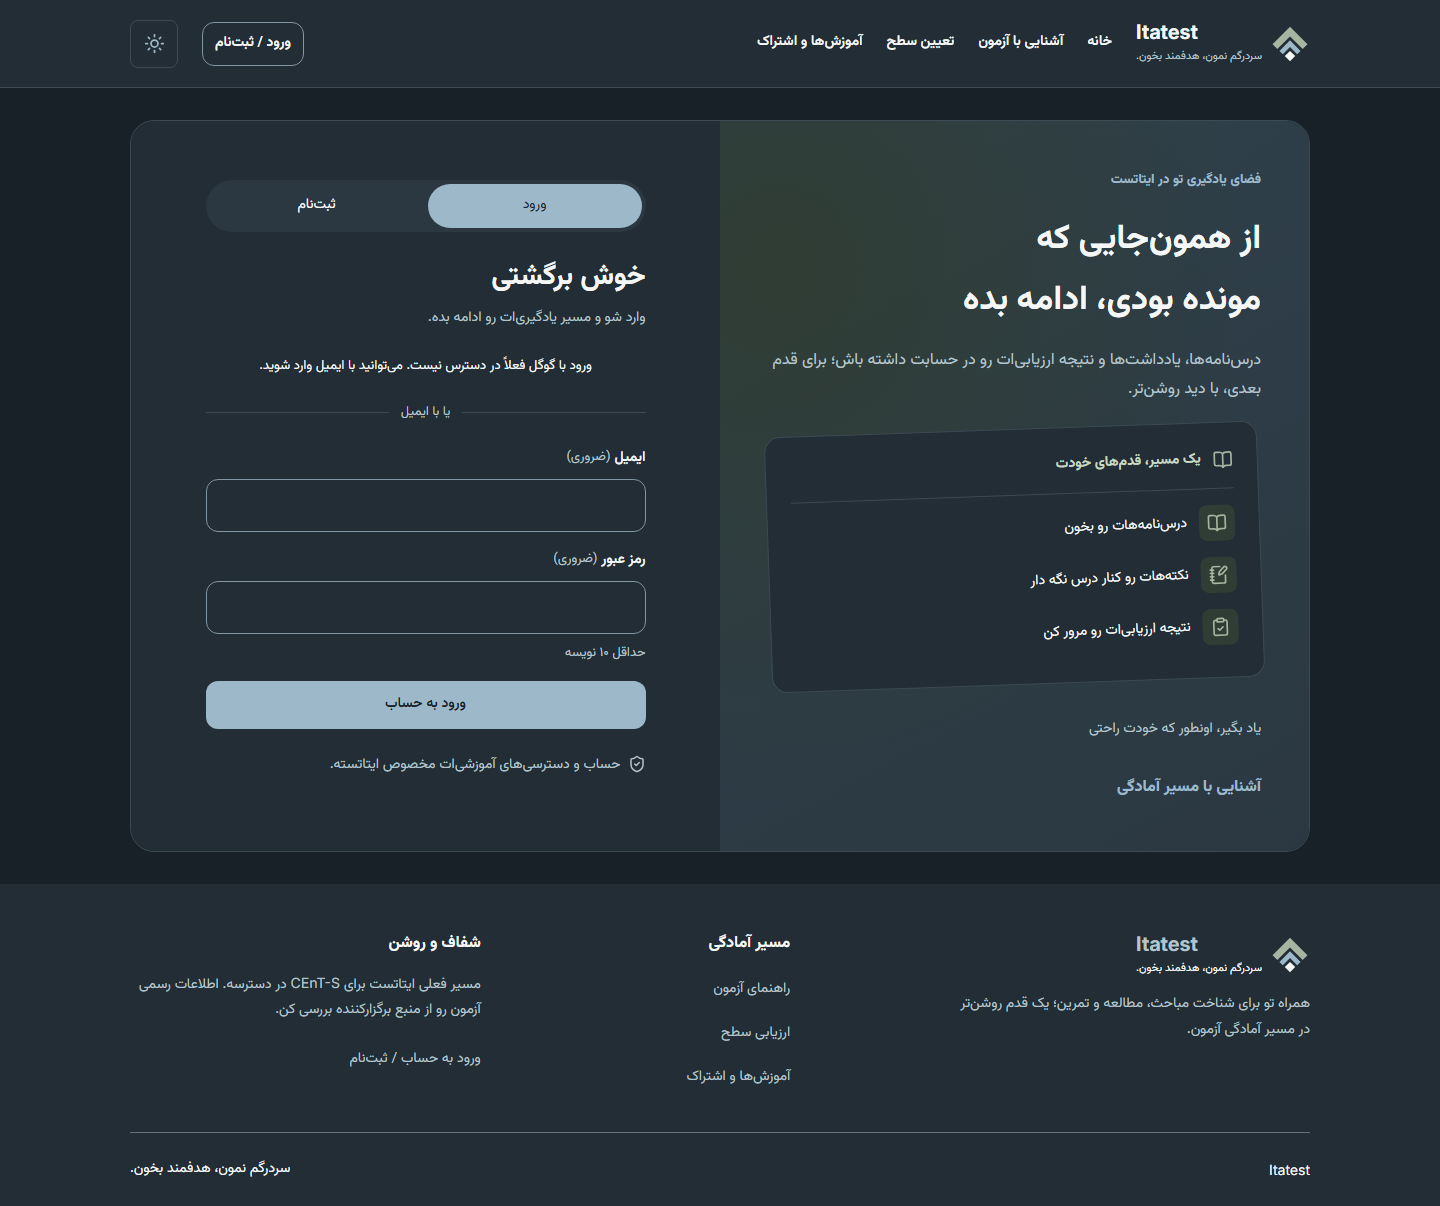 Itatest
سردرگم نمون، هدفمند بخون.
خانه
آشنایی با آزمون
تعیین سطح
آموزش‌ها و اشتراک
ورود / ثبت‌نام
فضای یادگیری تو در ایتاتست
از همون‌جایی که
مونده بودی، ادامه بده
درس‌نامه‌ها، یادداشت‌ها و نتیجه ارزیابی‌ات رو در حسابت داشته باش؛ برای قدم
بعدی، با دید روشن‌تر.
یک مسیر، قدم‌های خودت
درس‌نامه‌هات رو بخون
نکته‌هات رو کنار درس نگه دار
نتیجه ارزیابی‌ات رو مرور کن
یاد بگیر، اونطور که خودت راحتی
آشنایی با مسیر آمادگی
ورود
ثبت‌نام
خوش برگشتی
وارد شو و مسیر یادگیری‌ات رو ادامه بده.
ورود با گوگل فعلاً در دسترس نیست. می‌توانید با ایمیل وارد شوید.
یا با ایمیل
ایمیل (ضروری)
رمز عبور (ضروری)
حداقل ۱۰ نویسه
ورود به حساب
حساب و دسترسی‌های آموزشی‌ات مخصوص ایتاتسته.
Itatest
سردرگم نمون، هدفمند بخون.
همراه تو برای شناخت مباحث، مطالعه و تمرین؛ یک قدم روشن‌تر
در مسیر آمادگی آزمون.
مسیر آمادگی
راهنمای آزمون
ارزیابی سطح
آموزش‌ها و اشتراک
شفاف و روشن
مسیر فعلی ایتاتست برای CEnT-S در دسترسه. اطلاعات رسمی
آزمون رو از منبع برگزارکننده بررسی کن.
ورود به حساب / ثبت‌نام
Itatest
سردرگم نمون، هدفمند بخون.